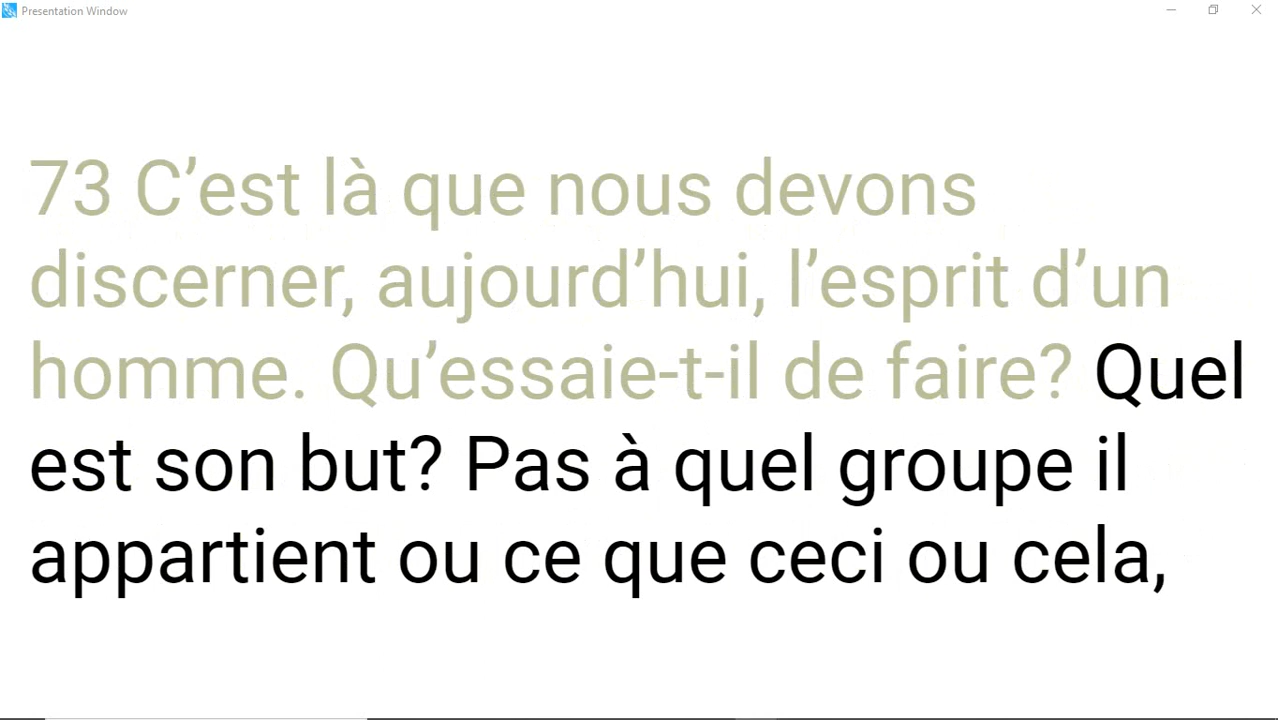 Presentation Window
73 C’est là que nous devons
discerner, aujourd’hui, l’esprit d’un
homme. Qu’essaie-t-il de faire? Quel
est son but? Pas à quel groupe il
appartient ou ce que ceci ou cela,